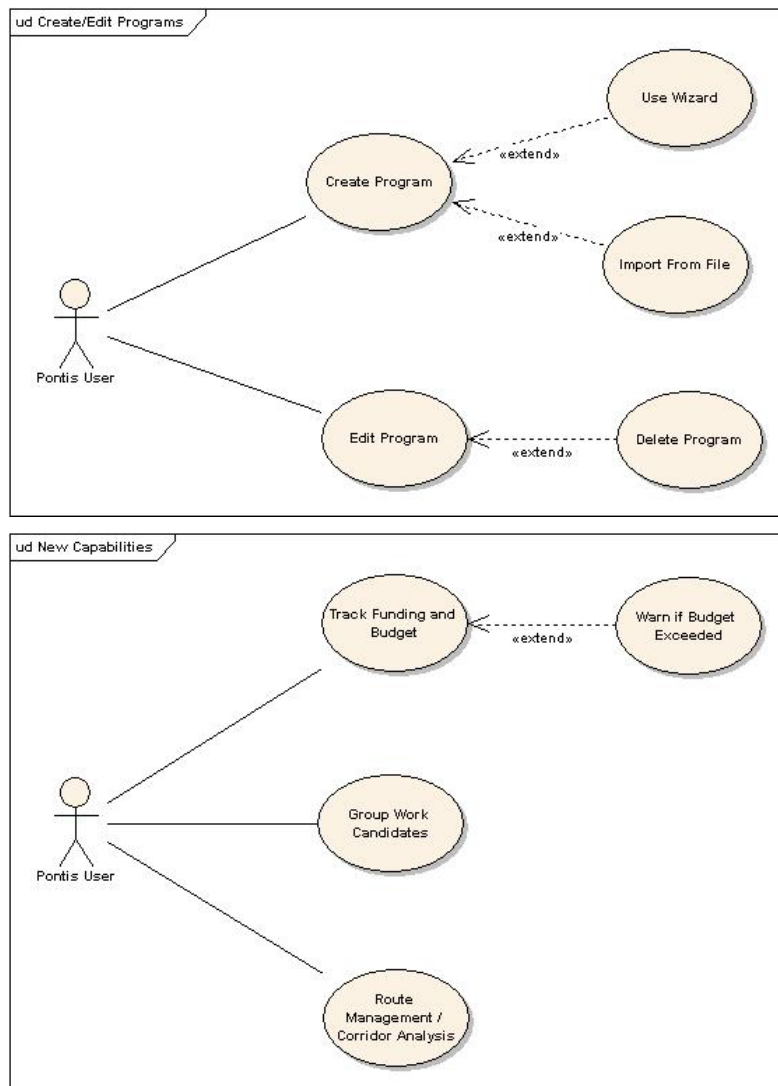 ud Create/Edit Programs
Use Wizard
Create Program
«extend»
«extend»
Import From File
Pontis User
Edit Program
Delete Program
«extend»
ud New Capabilities
Track Funding and
Budget
Warn if Budget
Exceeded
«extend»
Group Work
Candidates
Pontis User
Route
Management /
Corridor Analysis